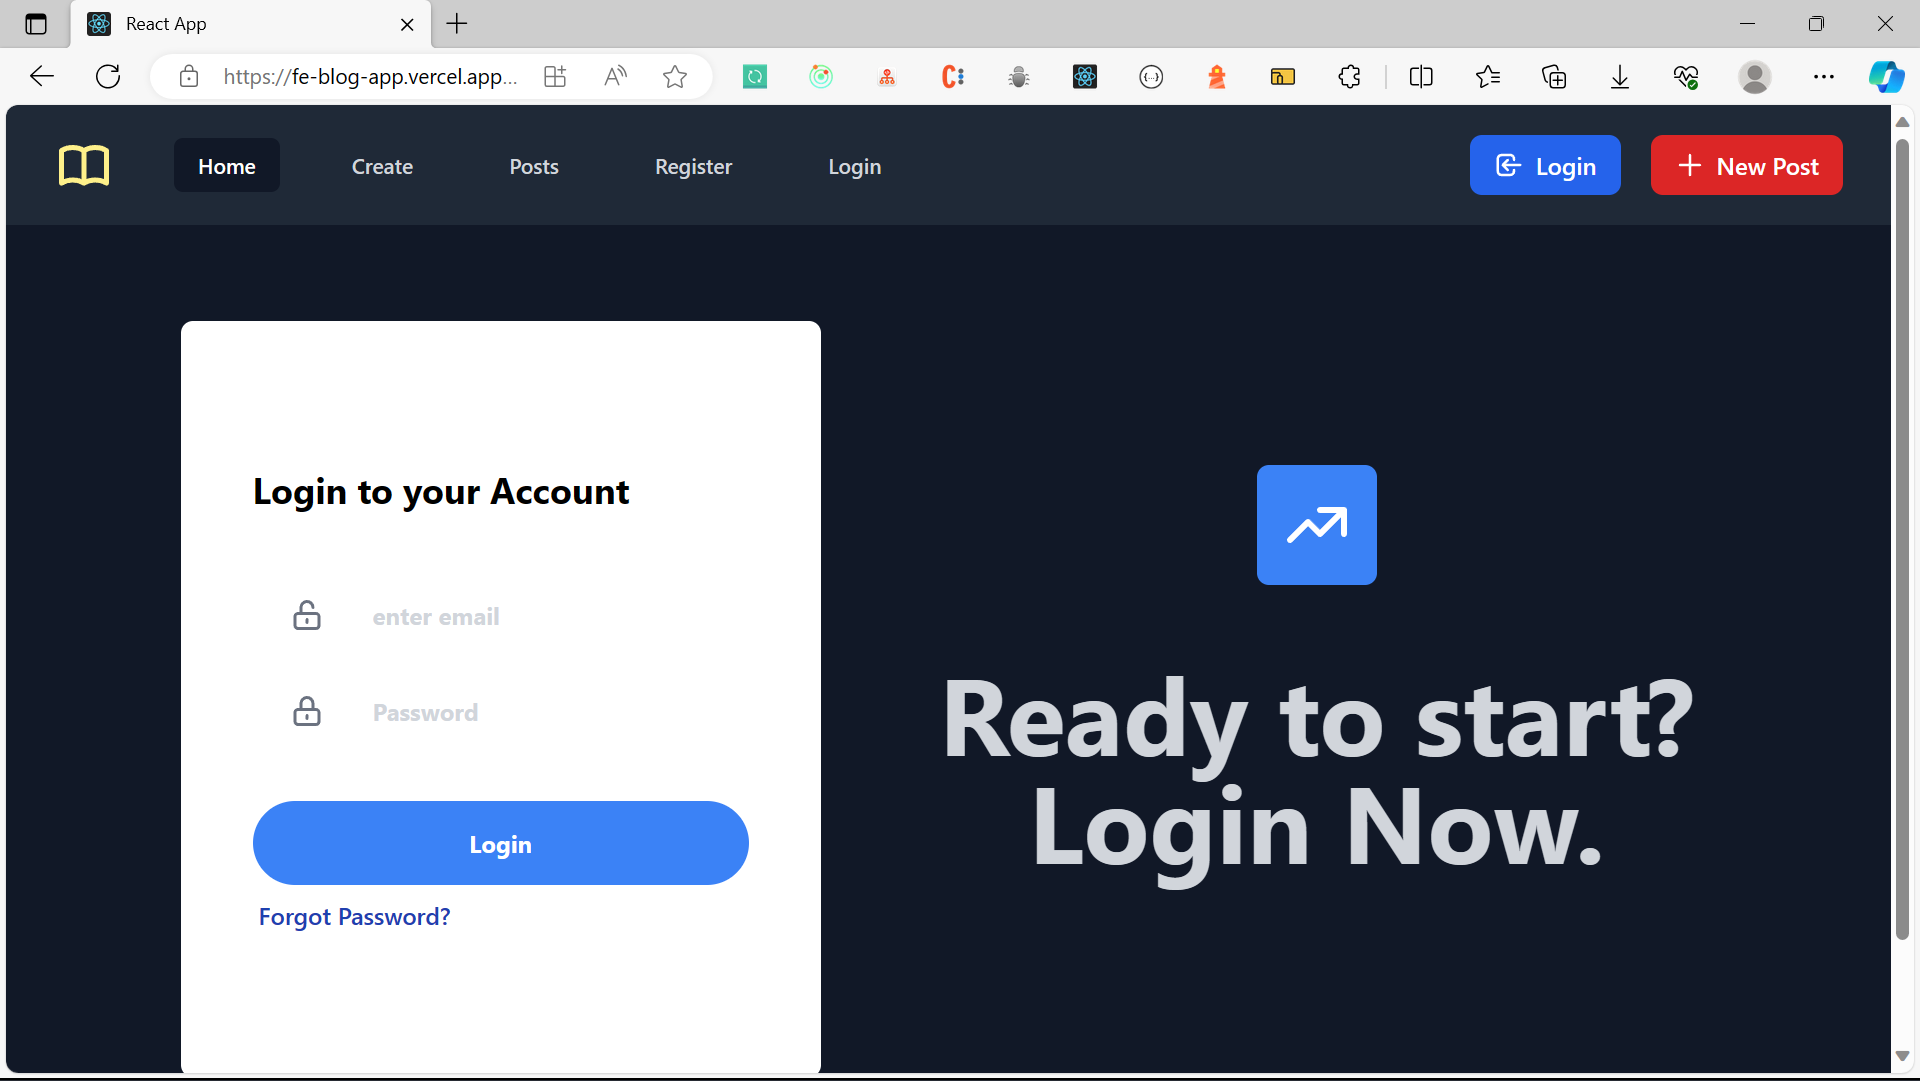 React App
https://fe-blog-app.vercel.app...
Home
Create
Posts
Register
Login
Login
New Post
Login to your Account
enter email
Password
Login
Forgot Password?
Ready to start?
Login Now.